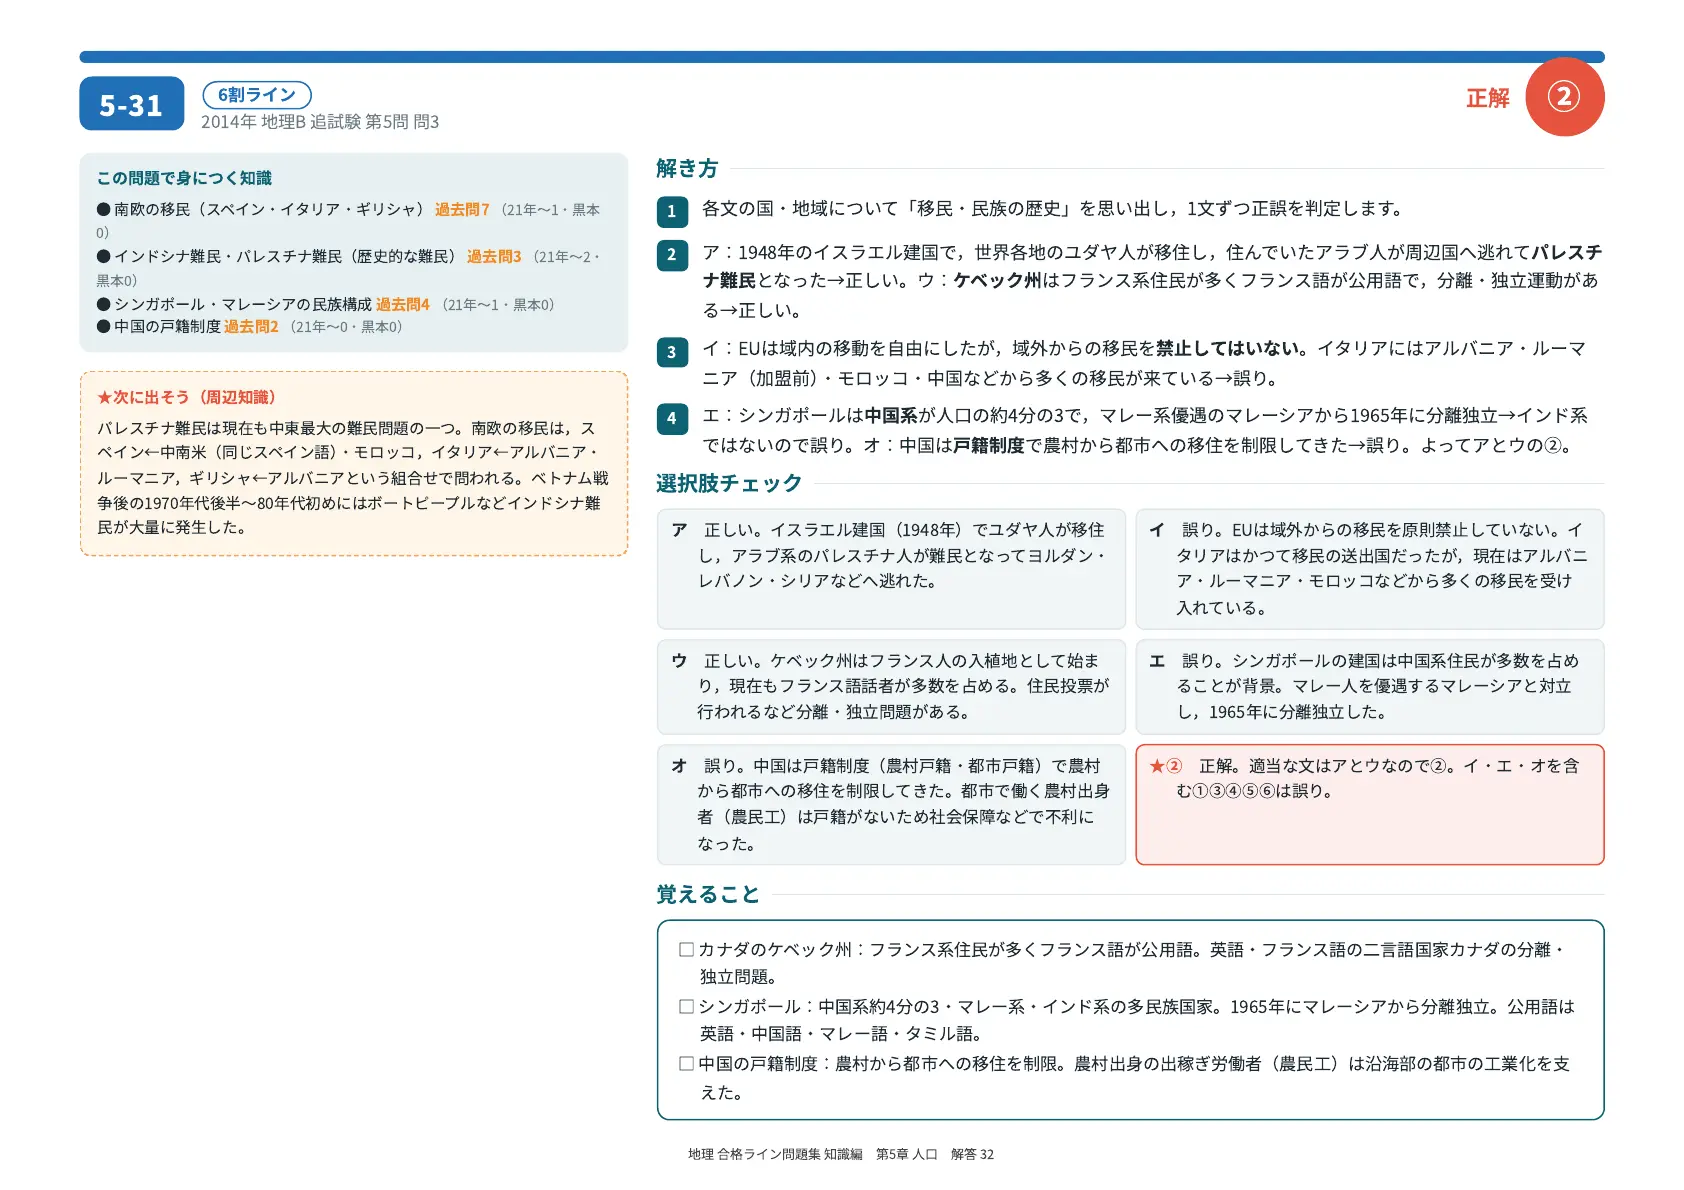 5-31
6割ライン
2014年 地理B 追試験 第5問 問3
正解 ②
この問題で身につく知識
● 南欧の移民（スペイン・イタリア・ギリシャ） 過去問7 （21年～1・黒本
0）
● インドシナ難民・パレスチナ難民（歴史的な難民） 過去問3 （21年～2・
黒本0）
● シンガポール・マレーシアの民族構成 過去問4 （21年～1・黒本0）
● 中国の戸籍制度 過去問2 （21年～0・黒本0）
★次に出そう（周辺知識）
パレスチナ難民は現在も中東最大の難民問題の一つ。南欧の移民は，ス
ペイン←中南米（同じスペイン語）・モロッコ，イタリア←アルバニア・
ルーマニア，ギリシャ←アルバニアという組合せで問われる。ベトナム戦
争後の1970年代後半～80年代初めにはボートピープルなどインドシナ難
民が大量に発生した。
解き方
1 各文の国・地域について「移民・民族の歴史」を思い出し，1文ずつ正誤を判定します。
2 ア：1948年のイスラエル建国で，世界各地のユダヤ人が移住し，住んでいたアラブ人が周辺国へ逃れてパレスチ
ナ難民となった→正しい。ウ：ケベック州はフランス系住民が多くフランス語が公用語で，分離・独立運動があ
る→正しい。
3 イ：EUは域内の移動を自由にしたが，域外からの移民を禁止してはいない。イタリアにはアルバニア・ルーマ
ニア（加盟前）・モロッコ・中国などから多くの移民が来ている→誤り。
4 エ：シンガポールは中国系が人口の約4分の3で，マレー系優遇のマレーシアから1965年に分離独立→インド系
ではないので誤り。オ：中国は戸籍制度で農村から都市への移住を制限してきた→誤り。よってアとウの②。
選択肢チェック
ア 正しい。イスラエル建国（1948年）でユダヤ人が移住
し，アラブ系のパレスチナ人が難民となってヨルダン・
レバノン・シリアなどへ逃れた。
イ 誤り。EUは域外からの移民を原則禁止していない。イ
タリアはかつて移民の送出国だったが，現在はアルバニ
ア・ルーマニア・モロッコなどから多くの移民を受け
入れている。
ウ 正しい。ケベック州はフランス人の入植地として始ま
り，現在もフランス語話者が多数を占める。住民投票が
行われるなど分離・独立問題がある。
エ 誤り。シンガポールの建国は中国系住民が多数を占め
ることが背景。マレー人を優遇するマレーシアと対立
し，1965年に分離独立した。
オ 誤り。中国は戸籍制度（農村戸籍・都市戸籍）で農村
から都市への移住を制限してきた。都市で働く農村出身
者（農民工）は戸籍がないため社会保障などで不利に
なった。
★② 正解。適当な文はアとウなので②。イ・エ・オを含
む①③④⑤⑥は誤り。
覚えること
□ カナダのケベック州：フランス系住民が多くフランス語が公用語。英語・フランス語の二言語国家カナダの分離・
独立問題。
□ シンガポール：中国系約4分の3・マレー系・インド系の多民族国家。1965年にマレーシアから分離独立。公用語は
英語・中国語・マレー語・タミル語。
□ 中国の戸籍制度：農村から都市への移住を制限。農村出身の出稼ぎ労働者（農民工）は沿海部の都市の工業化を支
えた。
地理 合格ライン問題集 知識編 第5章 人口 解答 32